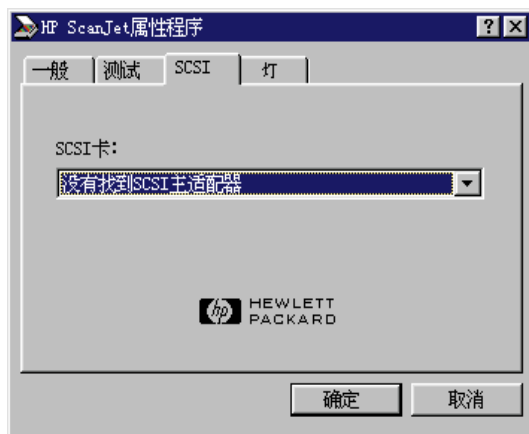 HP ScanJet属性程序
一般 测试 SCSI 灯
SCSI卡:
没有找到SCSI主适配器
hp HEWLETT
PACKARD
确定 取消